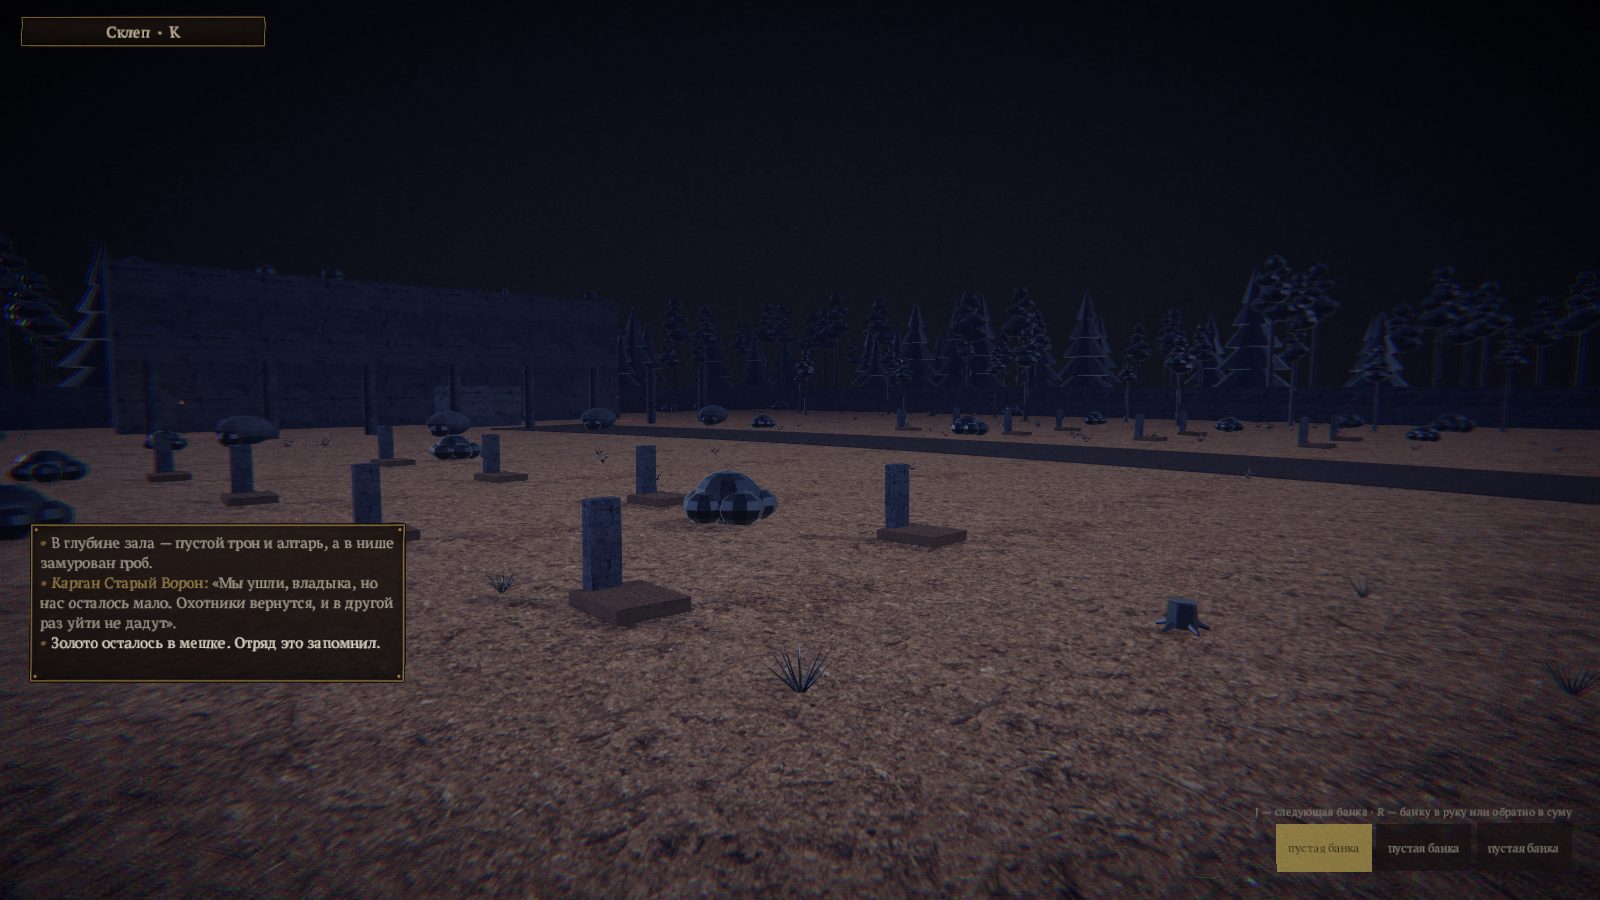 Склеп • К
• В глубине зала — пустой трон и алтарь, а в нише
замурован гроб.
• Карган Старый Ворон: «Мы ушли, владыка, но
нас осталось мало. Охотники вернутся, и в другой
раз уйти не дадут».
• Золото осталось в мешке. Отряд это запомнил.
J — следующая банка · R — банку в руку или обратно в суму
пустая банка пустая банка пустая банка